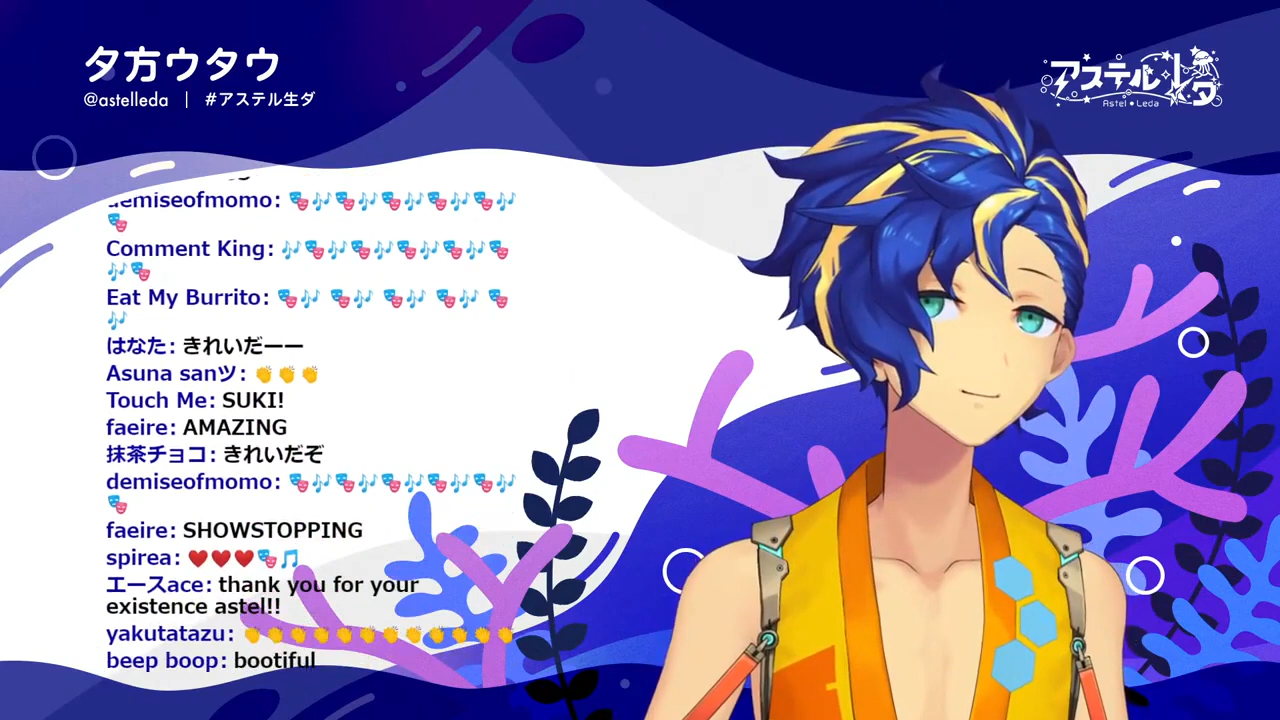 夕方ウタウ
@astelleda | #アステル生ダ
アステル・レダ
Astel • Leda
demiseofmomo: 🎭🎶🎭🎶🎭🎶🎭🎶🎭🎶
🎭
Comment King: 🎶🎭🎶🎭🎶🎭🎶🎭🎶🎭
🎶🎭
Eat My Burrito: 🎭🎶 🎭🎶 🎭🎶 🎭🎶 🎭
🎶
はなた: きれいだーー
Asuna sanツ: 👏👏👏
Touch Me: SUKI!
faeire: AMAZING
抹茶チョコ: きれいだぞ
demiseofmomo: 🎭🎶🎭🎶🎭🎶🎭🎶🎭🎶
🎭
faeire: SHOWSTOPPING
spirea: ❤️❤️❤️🎭🎵
エースace: thank you for your
existence astel!!
yakutatazu: 👏👏👏👏👏👏👏👏👏👏👏👏
beep boop: bootiful